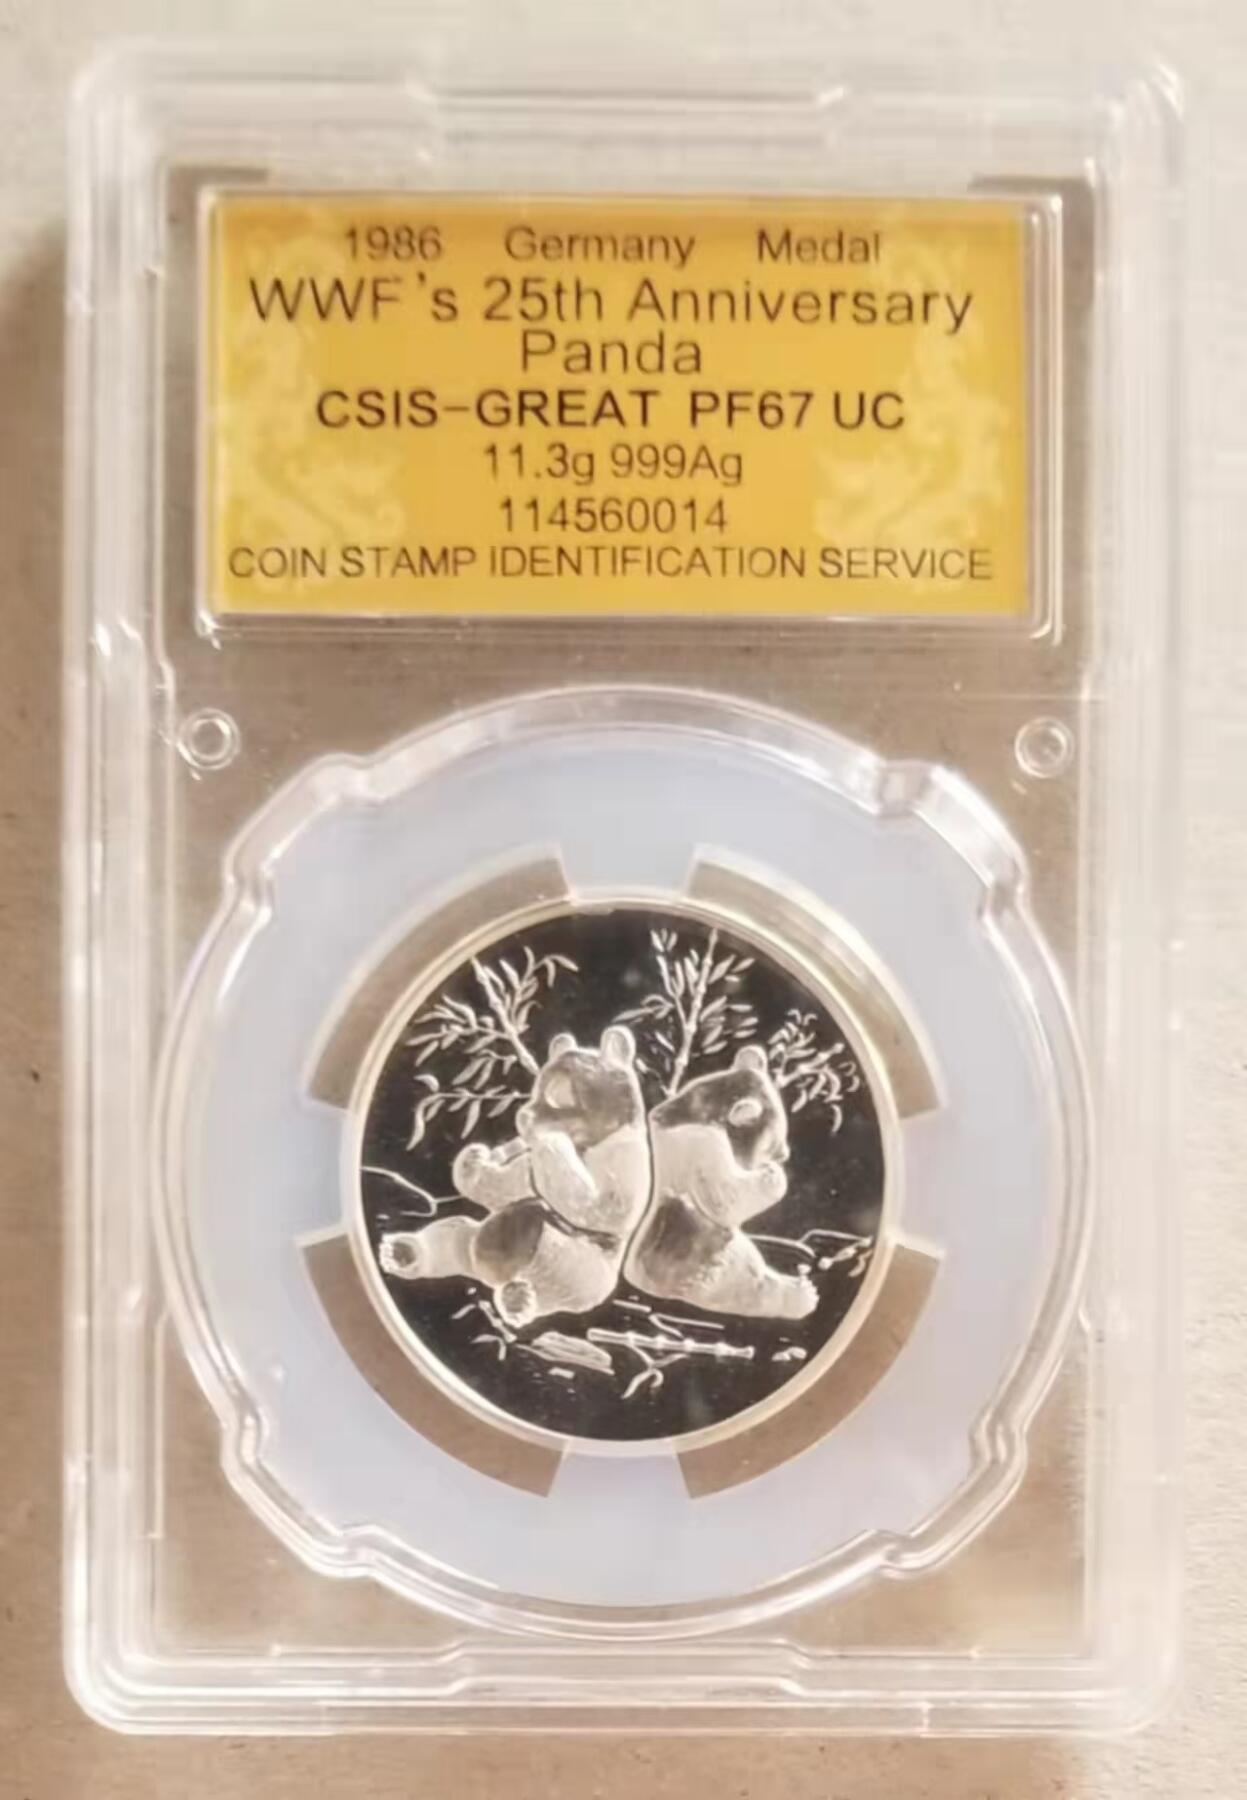 1986 Germany Medal
WWF's 25th Anniversary
Panda
CSIS-GREAT PF67 UC
11.3g 999Ag
114560014
COIN STAMP IDENTIFICATION SERVICE